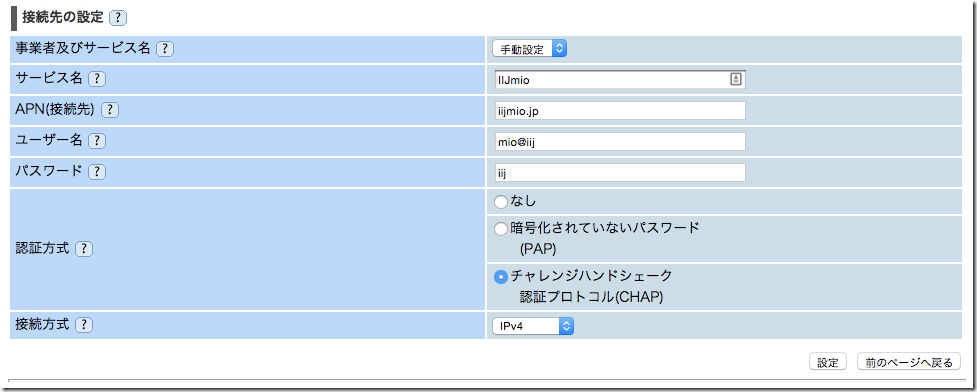 接続先の設定 ?
事業者及びサービス名 ? 手動設定
サービス名 ? IIJmio
APN(接続先) ? iijmio.jp
ユーザー名 ? mio@iij
パスワード ? iij
認証方式 ?
なし
暗号化されていないパスワード
(PAP)
チャレンジハンドシェーク
認証プロトコル(CHAP)
接続方式 ? IPv4
設定 前のページへ戻る